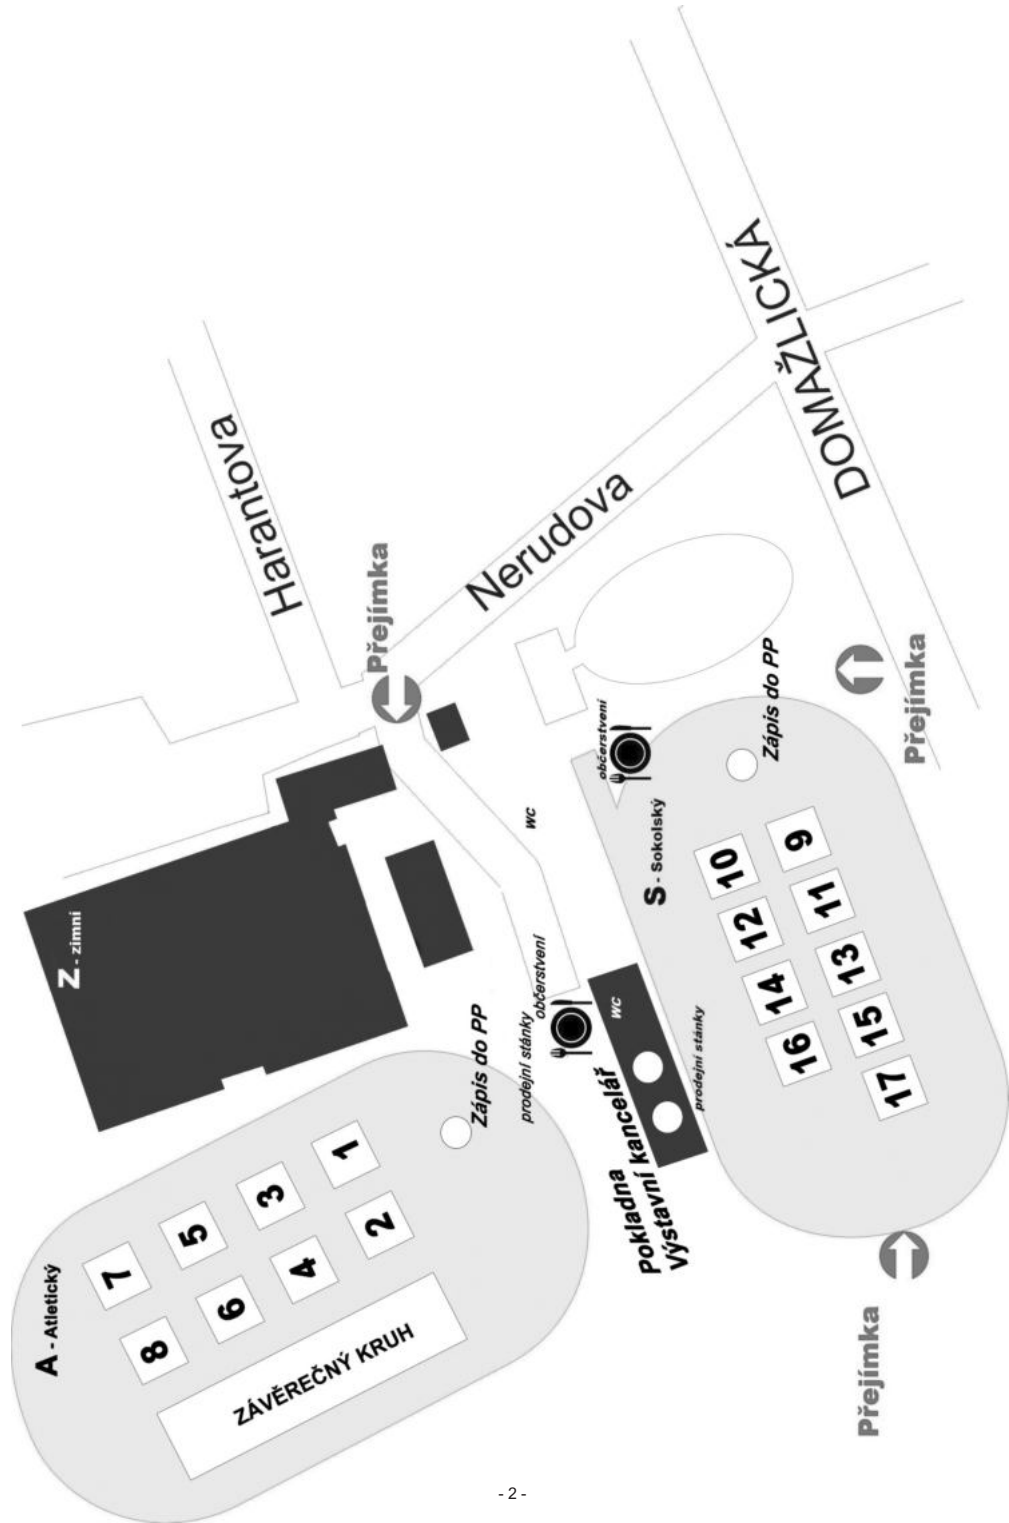 DOMAŽLICKÁ
Harantova
Nerudova
Přejímka
Zápis do PP
Přejímka
občerstvení
wc
S - Sokolský
10
9
12
11
14
13
16
15
17
Z - zimní
občerstvení
prodejní stánky
wc
prodejní stánky
Zápis do PP
Pokladna
Výstavní kancelář
A - Atletický
1
3
5
7
2
4
6
8
ZÁVĚREČNÝ KRUH
Přejímka
- 2 -